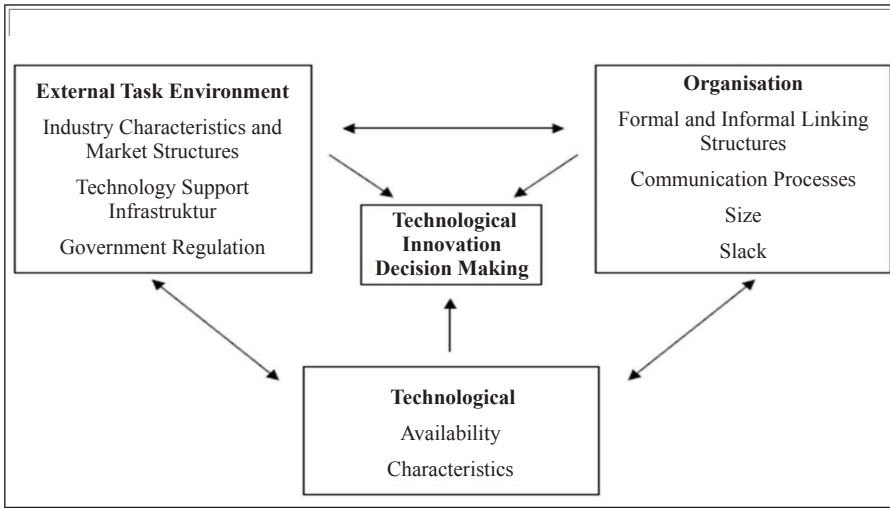 External Task Environment
Industry Characteristics and
Market Structures
Technology Support
Infrastruktur
Government Regulation
Organisation
Formal and Informal Linking
Structures
Communication Processes
Size
Slack
Technological
Innovation
Decision Making
Technological
Availability
Characteristics